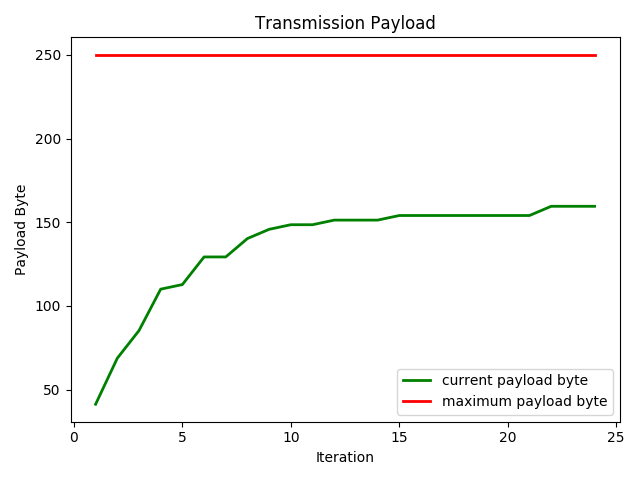 Transmission Payload
250
200
150
100
50
Payload Byte
0
5
10
15
20
25
Iteration
current payload byte
maximum payload byte